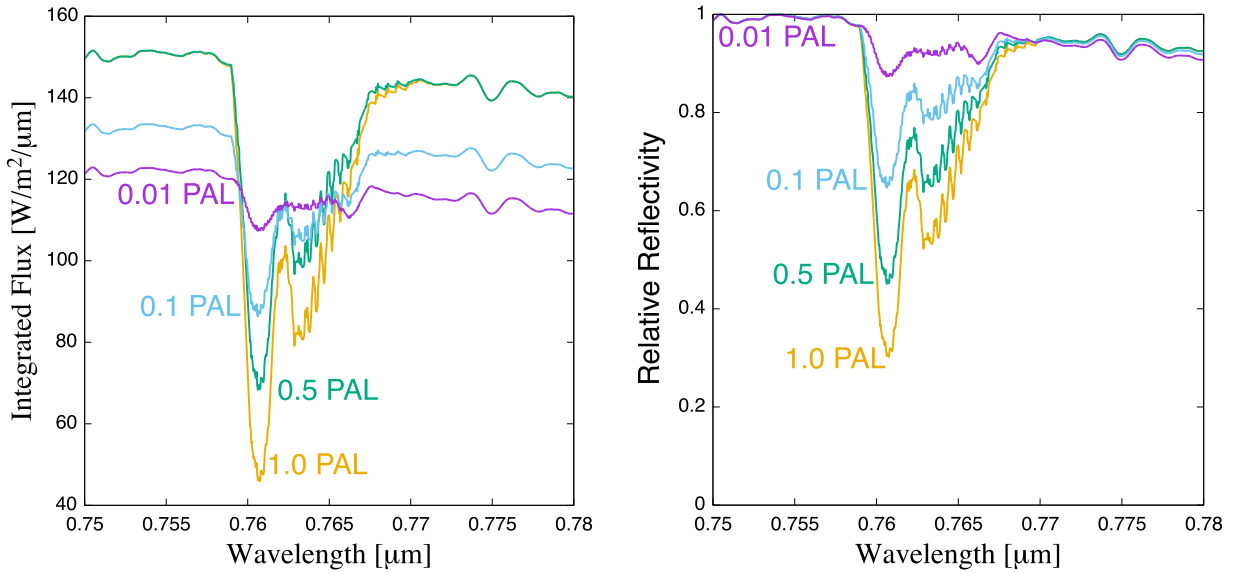 Integrated Flux [W/m²/μm]
160
140
120
100
80
60
40
0.01 PAL
0.1 PAL
0.5 PAL
1.0 PAL
0.75 0.755 0.76 0.765 0.77 0.775 0.78
Wavelength [μm]
Relative Reflectivity
1
0.8
0.6
0.4
0.2
0
0.01 PAL
0.1 PAL
0.5 PAL
1.0 PAL
0.75 0.755 0.76 0.765 0.77 0.775 0.78
Wavelength [μm]